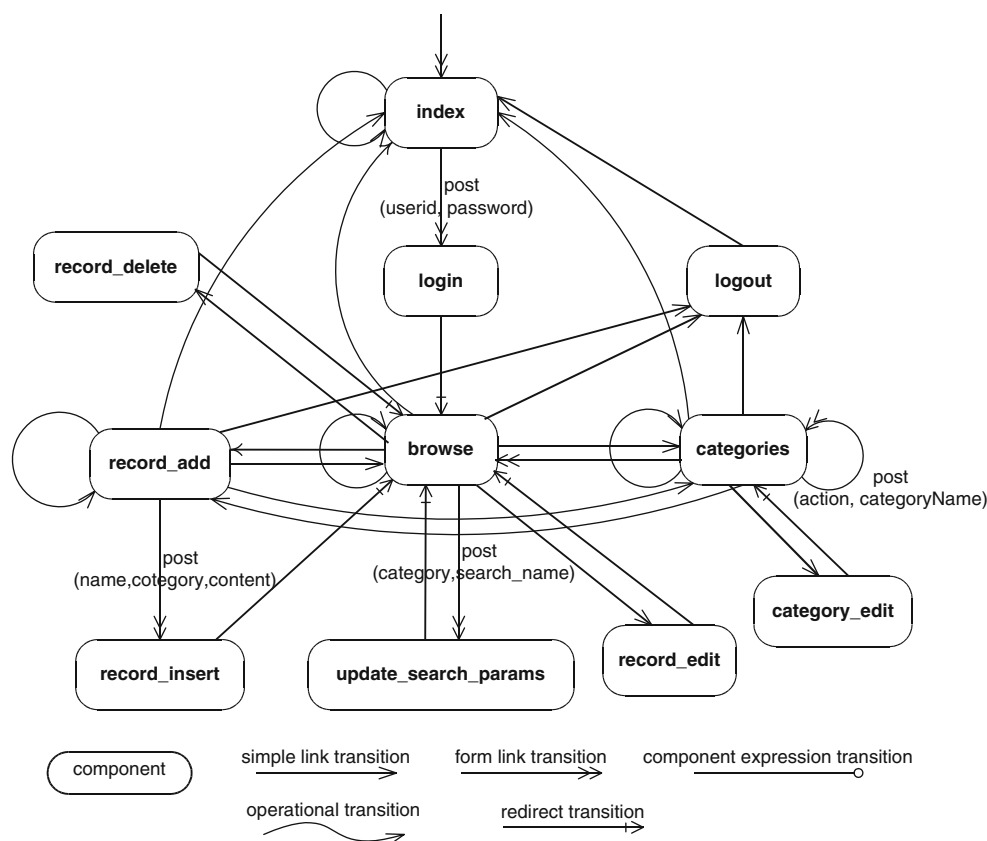 index
post
(userid, password)
record_delete
login
logout
record_add
browse
categories
post
(action, categoryName)
post
(name,cotegory,content)
post
(category,search_name)
category_edit
record_insert
update_search_params
record_edit
component
simple link transition
form link transition
component expression transition
operational transition
redirect transition